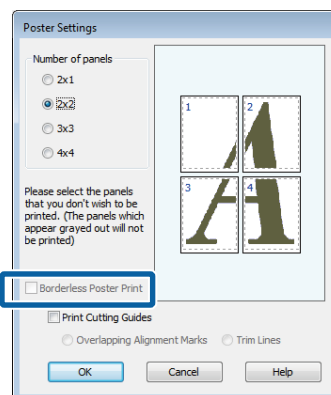 Poster Settings
Number of panels
2x1
2x2
3x3
4x4
1
2
3
4
Please select the panels
that you don't wish to be
printed. (The panels which
appear grayed out will not
be printed)
Borderless Poster Print
Print Cutting Guides
Overlapping Alignment Marks
Trim Lines
OK
Cancel
Help